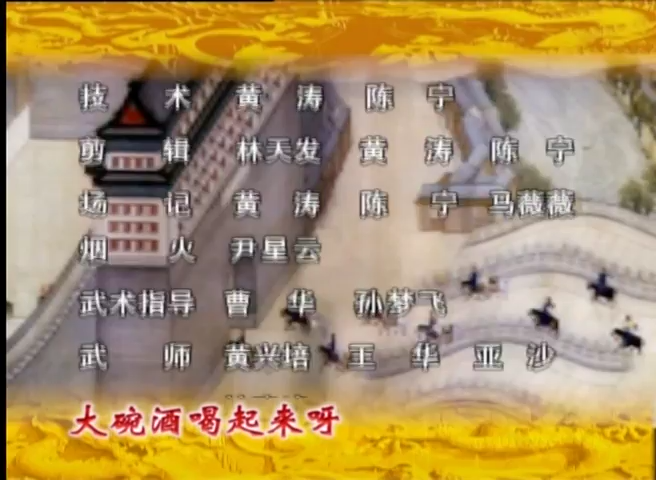 技 术 黄 涛 陈 宁
剪 辑 林天发 黄 涛 陈 宁
场 记 黄 涛 陈 宁 马薇薇
烟 火 尹星云
武术指导 曹 华 孙梦飞
武 师 黄兴培 王 华 亚 沙
大碗酒喝起来呀